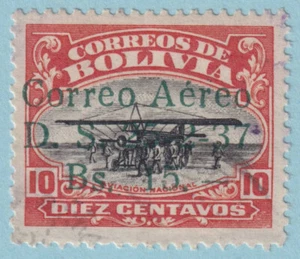 CORREOS DE
BOLIVIA
Correo Aéreo
D. S. 37
Bs.
10 10
AVIACION NACIONAL
DIEZ CENTAVOS